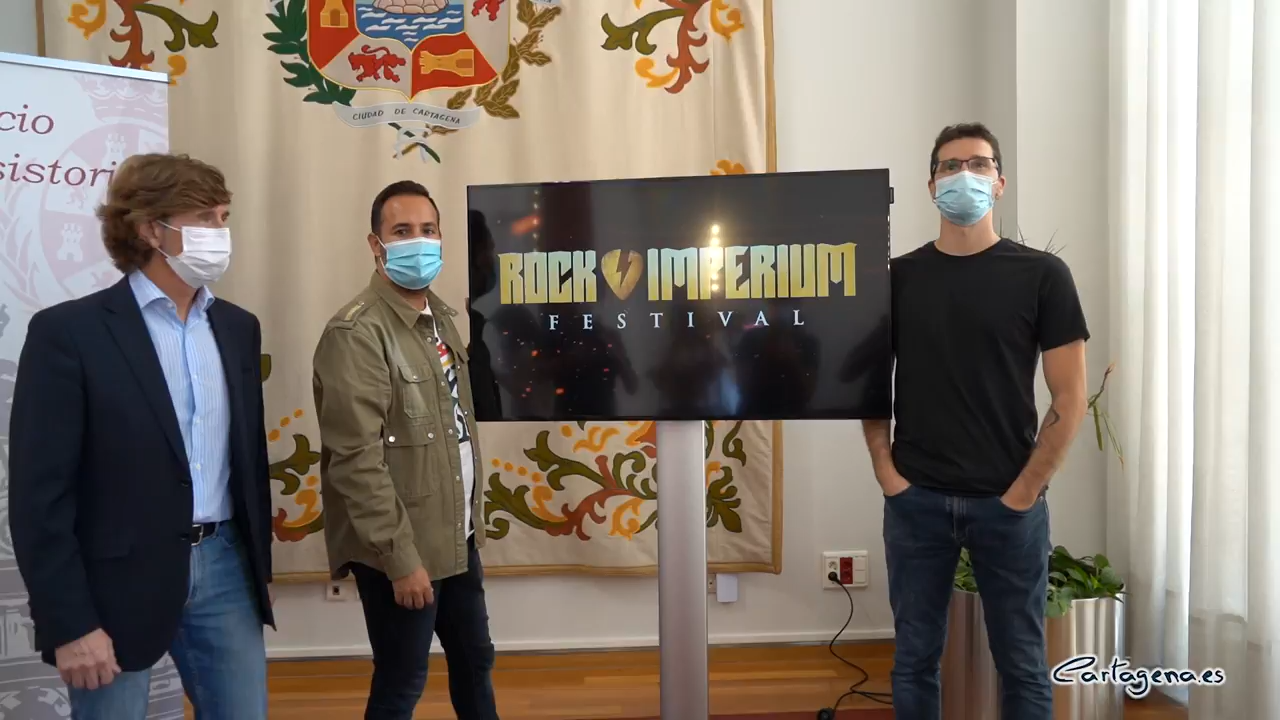 cio
sistori
CIUDAD DE CARTAGENA
ROCK IMPERIUM
FESTIVAL
Cartagena.es